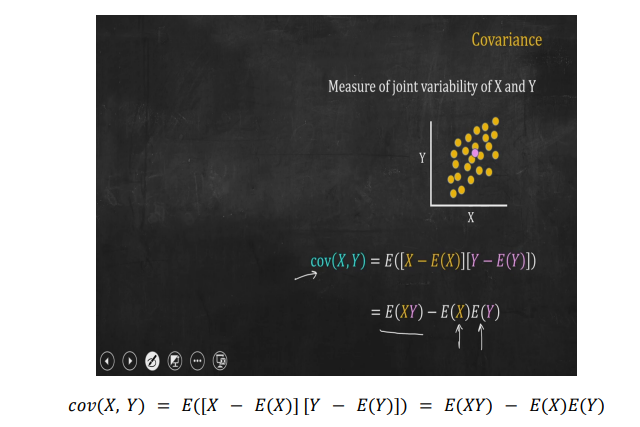 Covariance
Measure of joint variability of X and Y
Y
X
cov(X,Y) = E([X − E(X)][Y − E(Y)])
= E(XY) − E(X)E(Y)
cov(X, Y) = E([X − E(X)] [Y − E(Y)]) = E(XY) − E(X)E(Y)